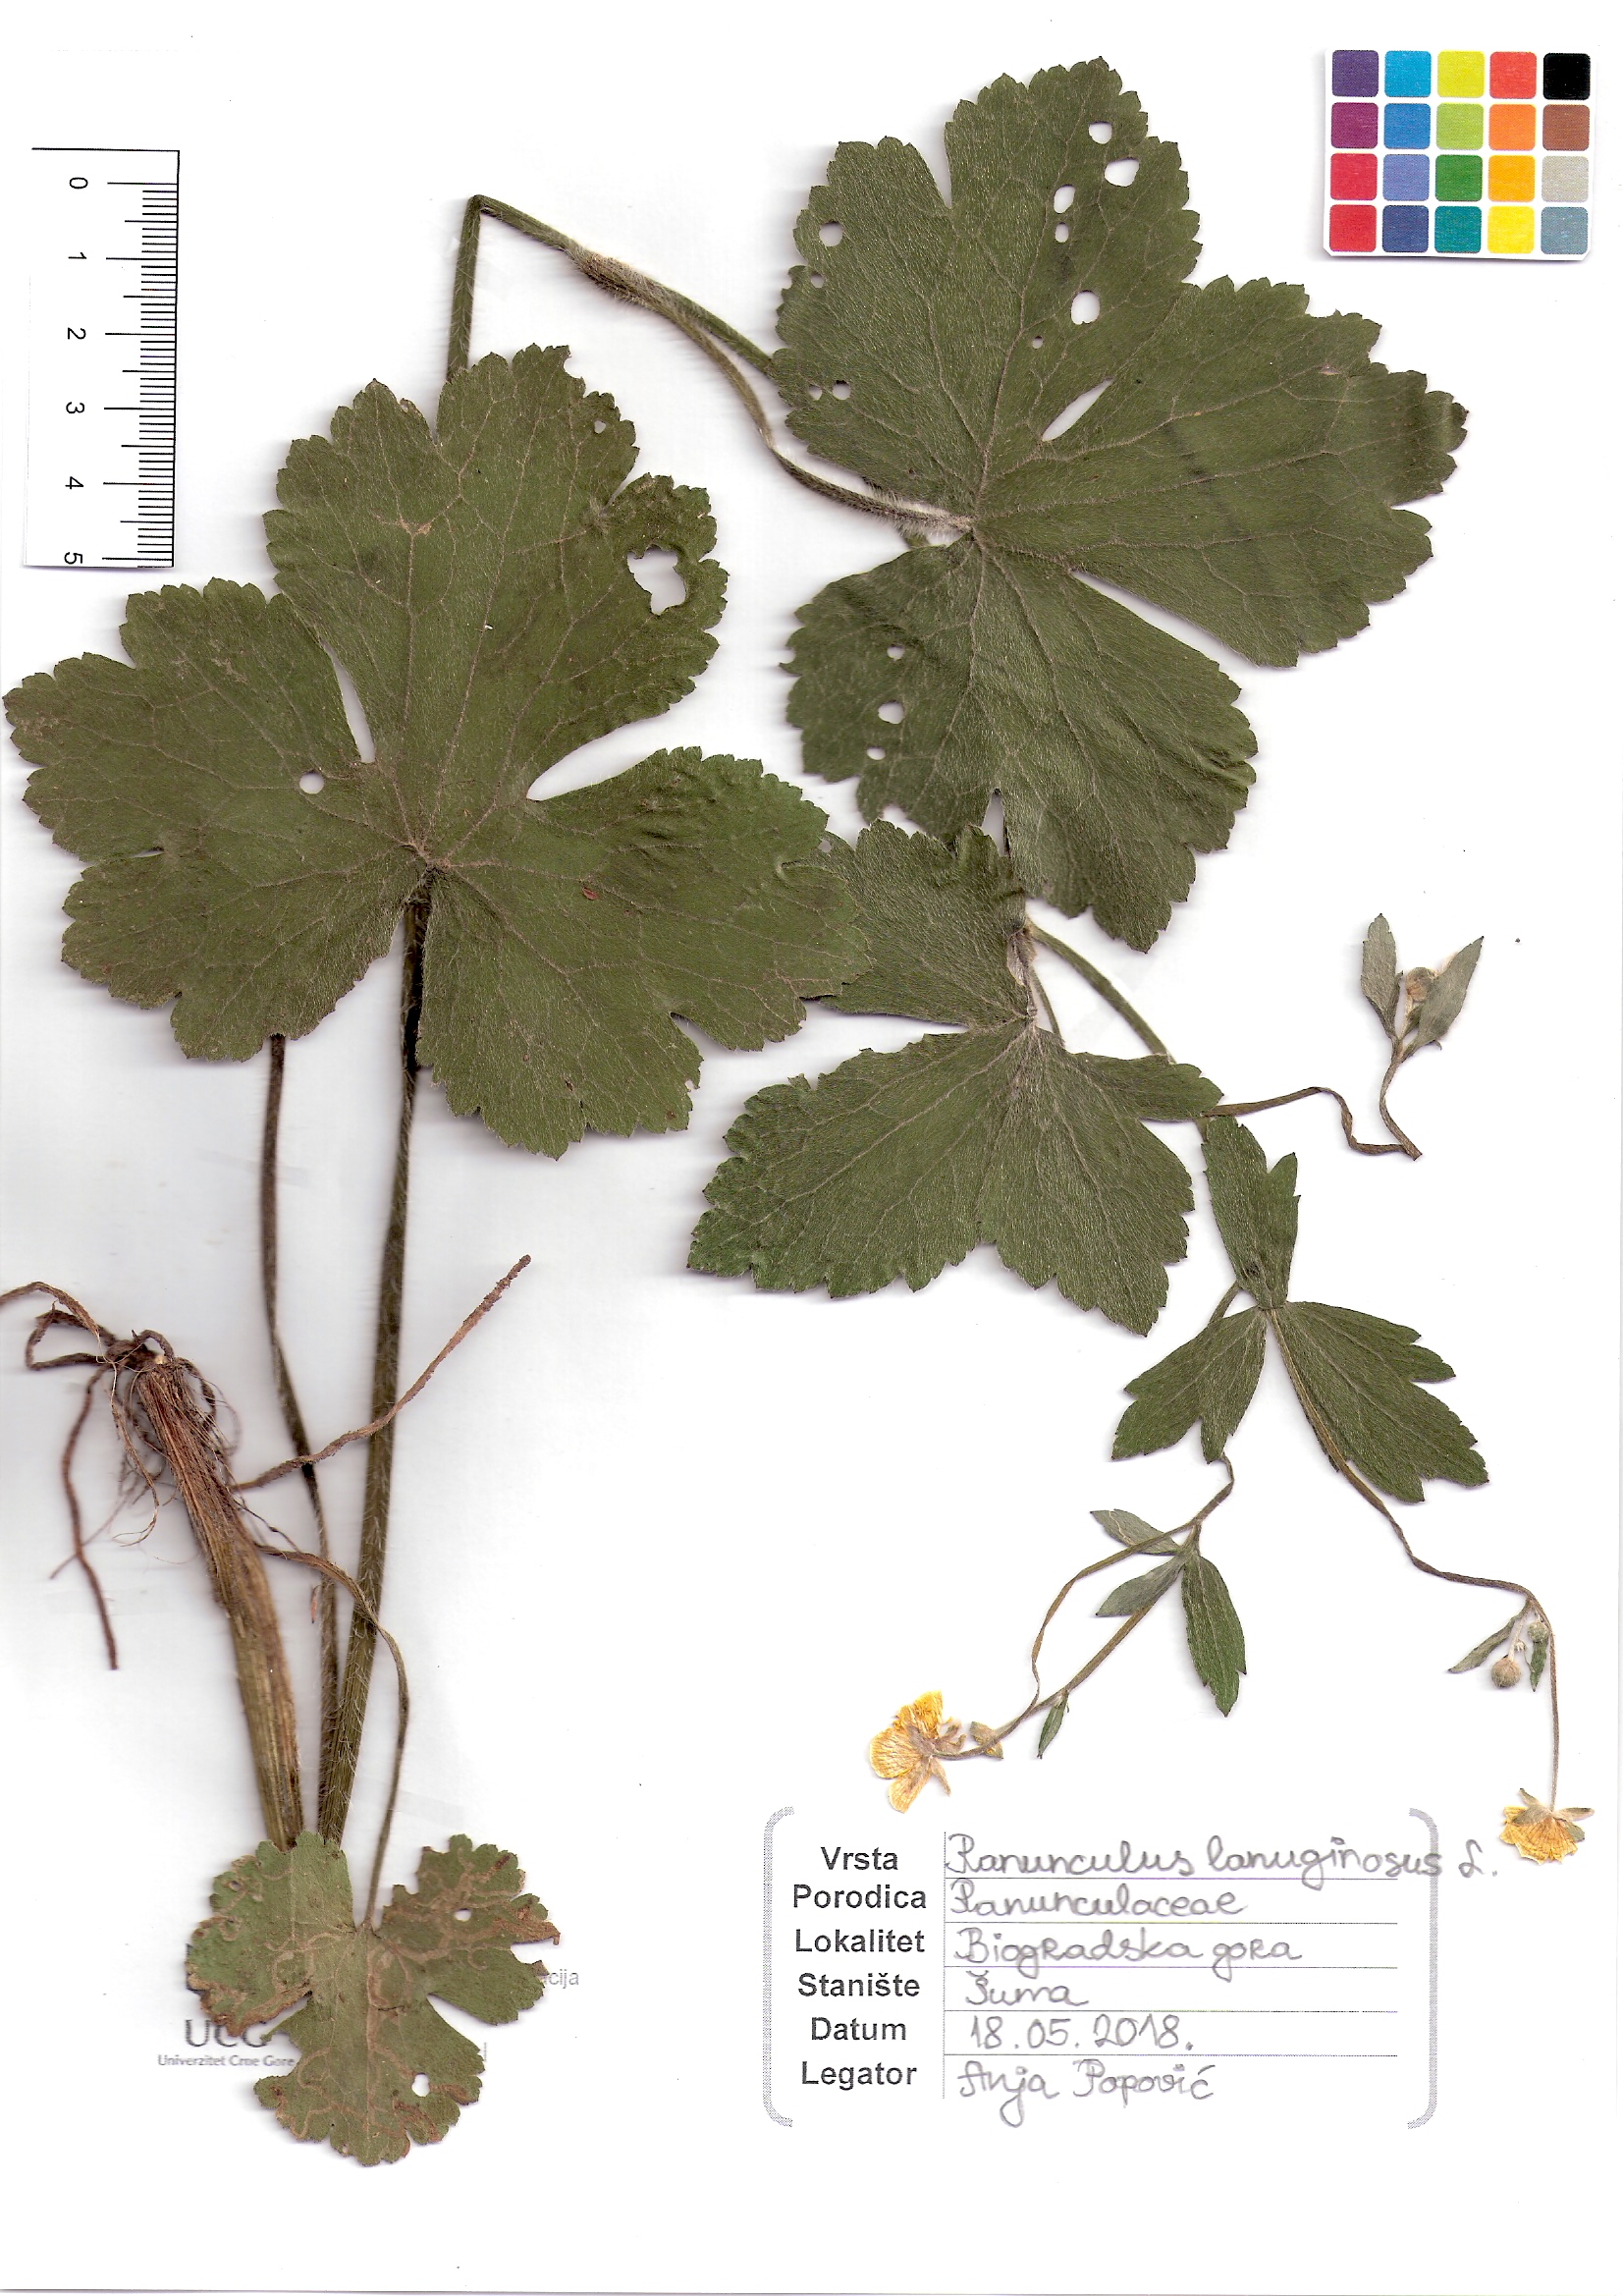 0
1
2
3
4
5
Vrsta Ranunculus lanuginosus L.
Porodica Ranunculaceae
Lokalitet Biogradska gora
Stanište Šuma
Datum 18.05.2018.
Legator Anja Popović
UCG
Univerzitet Crne Gore